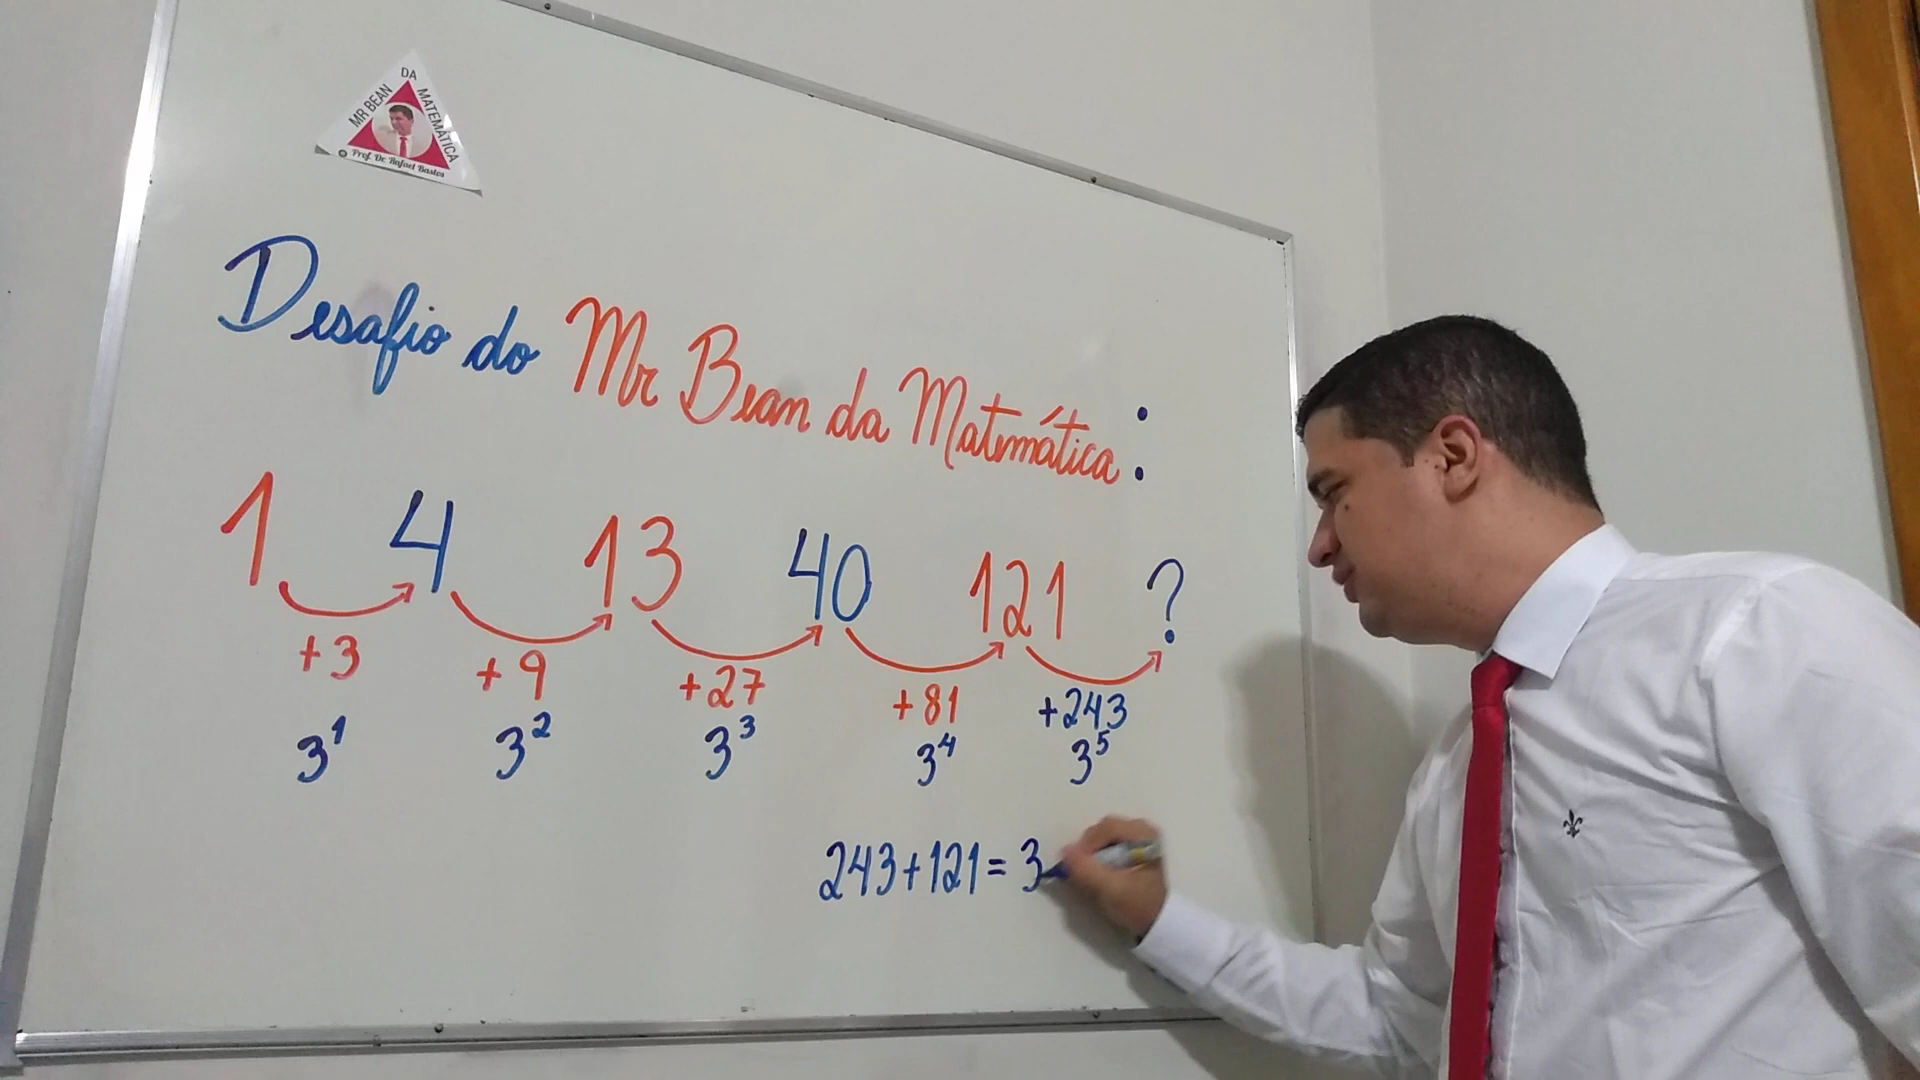 MR BEAN DA MATEMÁTICA
Prof. Dr. Rafael Bastos
Desafio do Mr Bean da Matemática:
1 4 13 40 121 ?
+3 +9 +27 +81 +243
3¹ 3² 3³ 3⁴ 3⁵
243+121= 3